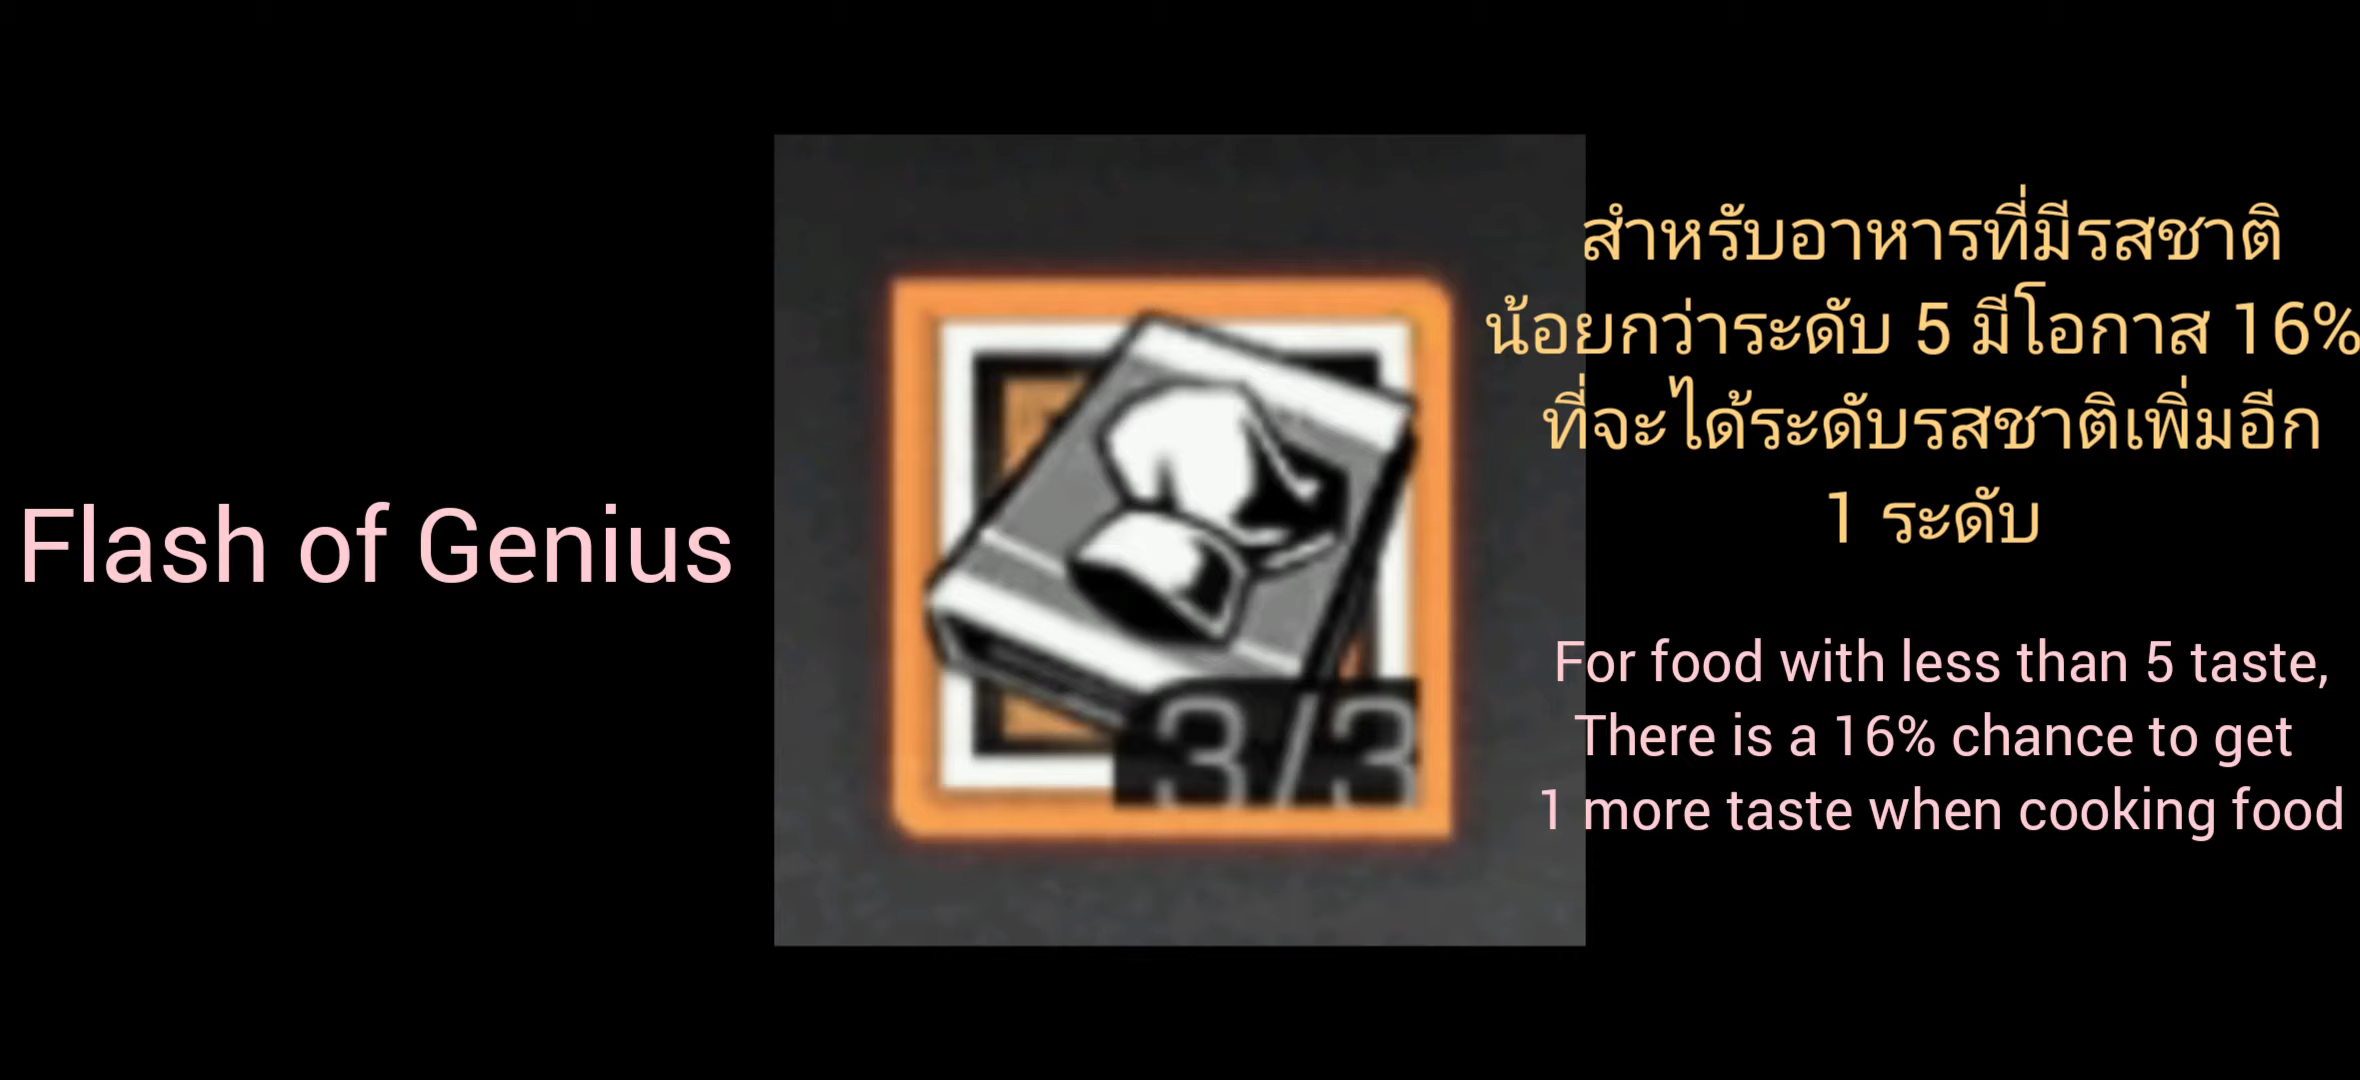 Flash of Genius
3/3
สำหรับอาหารที่มีรสชาติ
น้อยกว่าระดับ 5 มีโอกาส 16%
ที่จะได้ระดับรสชาติเพิ่มอีก
1 ระดับ
For food with less than 5 taste,
There is a 16% chance to get
1 more taste when cooking food